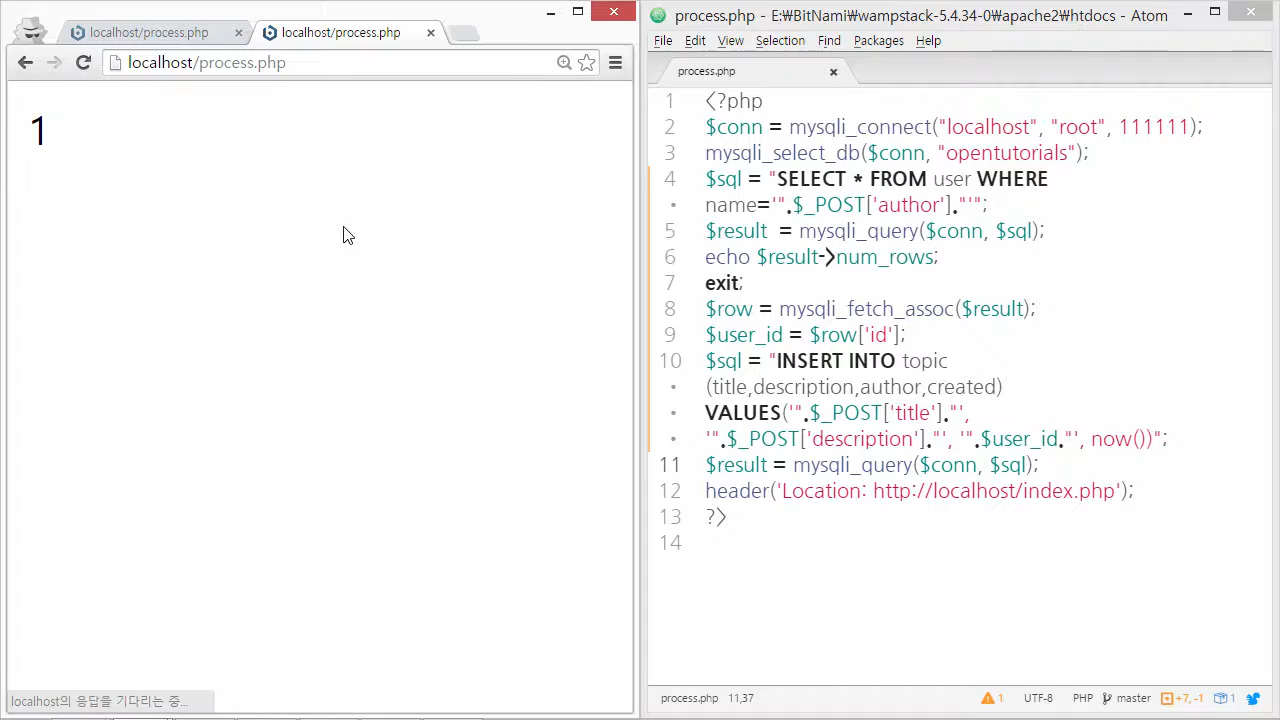 localhost/process.php
localhost/process.php
localhost/process.php
1
localhost의 응답을 기다리는 중...
process.php - E:₩BitNami₩wampstack-5.4.34-0₩apache2₩htdocs - Ato
File Edit View Selection Find Packages Help
process.php
1 <?php
2 $conn = mysqli_connect("localhost", "root", 111111);
3 mysqli_select_db($conn, "opentutorials");
4 $sql = "SELECT * FROM user WHERE
• name='".$_POST['author']."'";
5 $result  = mysqli_query($conn, $sql);
6 echo $result->num_rows;
7 exit;
8 $row = mysqli_fetch_assoc($result);
9 $user_id = $row['id'];
10 $sql = "INSERT INTO topic
• (title,description,author,created)
• VALUES('".$_POST['title']."',
• '".$_POST['description']."', '".$user_id."', now())";
11 $result = mysqli_query($conn, $sql);
12 header('Location: http://localhost/index.php');
13 ?>
14
process.php 11,37 1 UTF-8 PHP master +7, -1 1